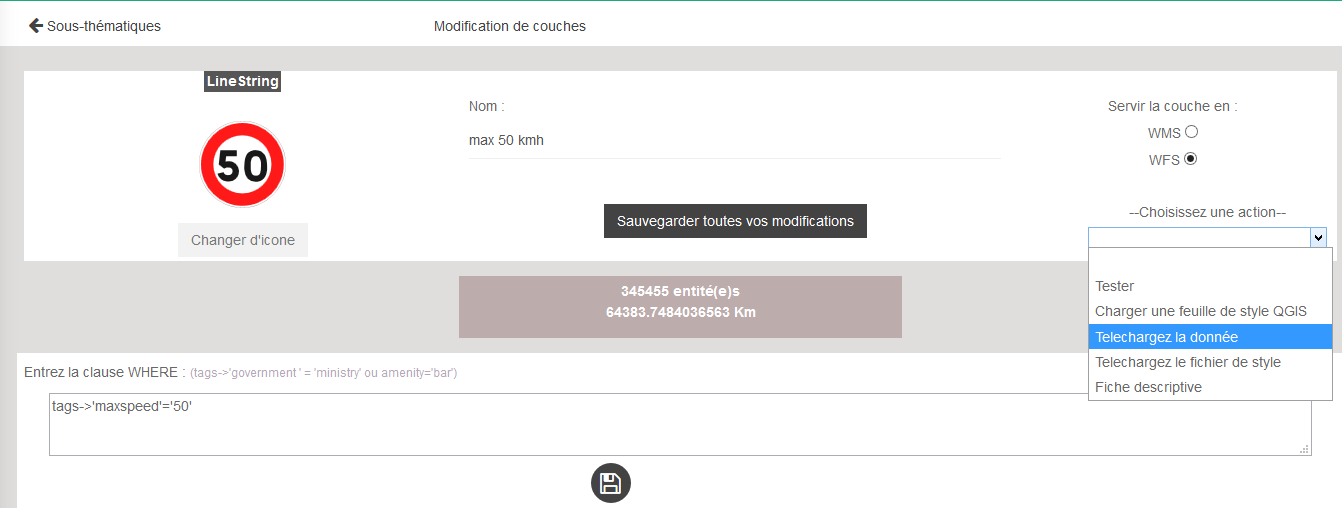 Sous-thématiques
Modification de couches
LineString
50
Changer d'icone
Nom :
max 50 kmh
Sauvegarder toutes vos modifications
Servir la couche en :
WMS
WFS
--Choisissez une action--
Tester
Charger une feuille de style QGIS
Telechargez la donnée
Telechargez le fichier de style
Fiche descriptive
345455 entité(e)s
64383.7484036563 Km
Entrez la clause WHERE : (tags->'government ' = 'ministry' ou amenity='bar')
tags->'maxspeed'='50'